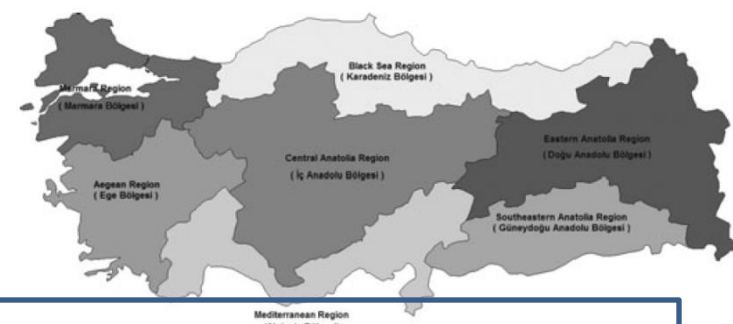 Black Sea Region
( Karadeniz Bölgesi )
Marmara Region
( Marmara Bölgesi )
Eastern Anatolia Region
( Doğu Anadolu Bölgesi )
Central Anatolia Region
( İç Anadolu Bölgesi )
Aegean Region
( Ege Bölgesi )
Southeastern Anatolia Region
( Güneydoğu Anadolu Bölgesi )
Mediterranean Region